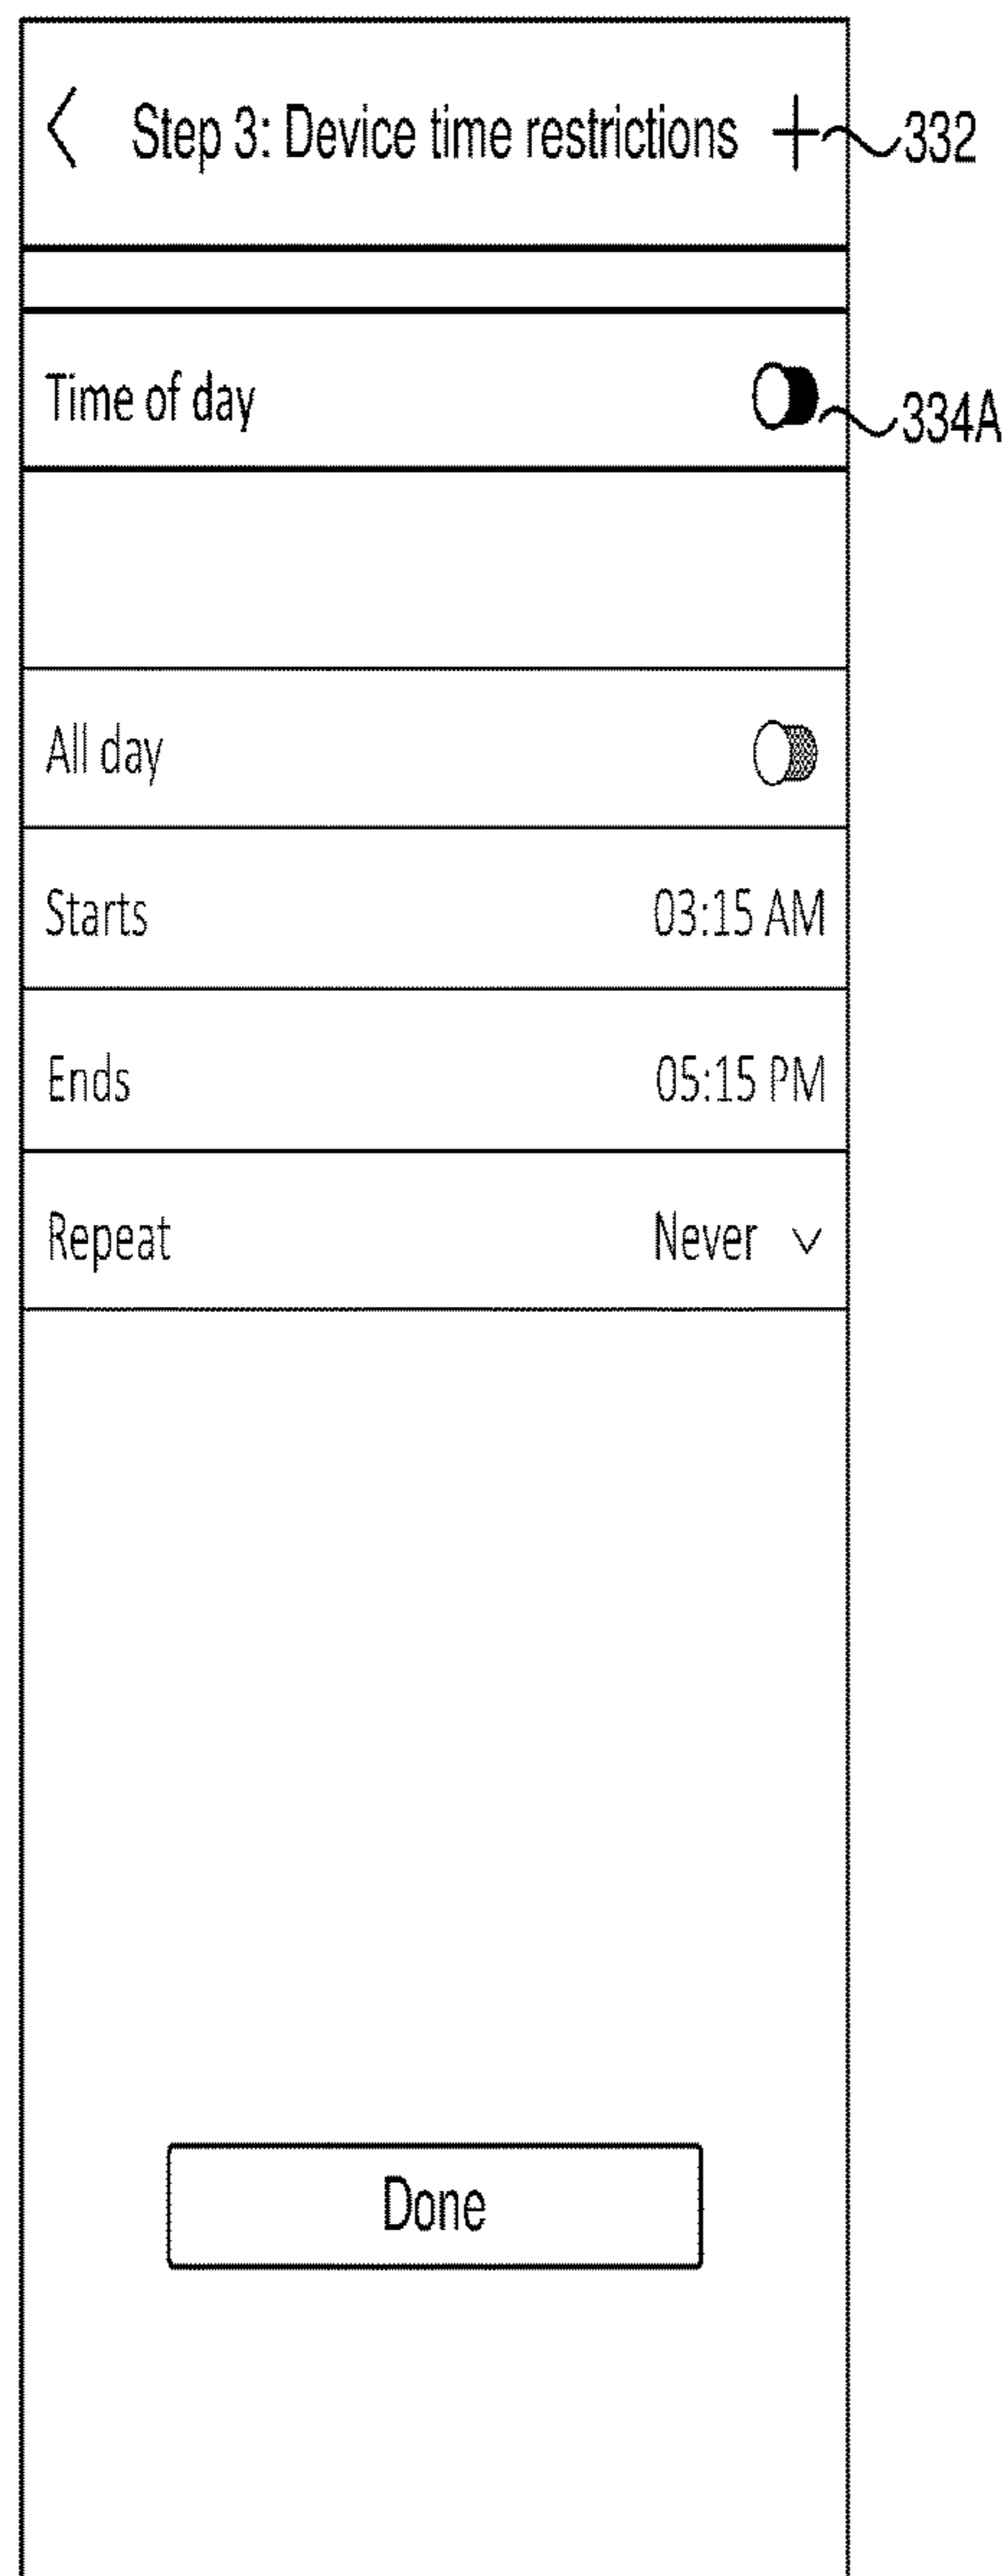 Step 3: Device time restrictions + 332
Time of day 334A
All day
Starts 03:15 AM
Ends 05:15 PM
Repeat Never
Done